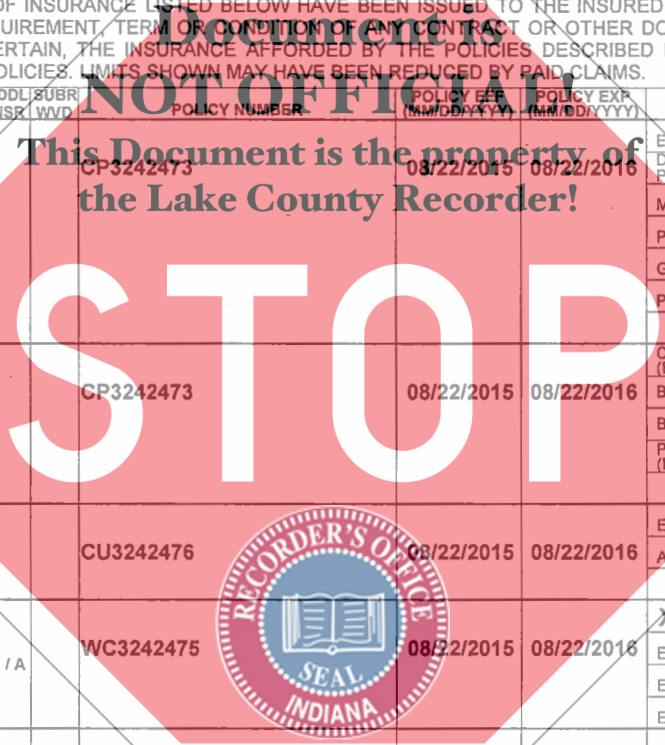 OF INSURANCE LISTED BELOW HAVE BEEN ISSUED TO THE INSURED
UIREMENT, TERM OR CONDITION OF ANY CONTRACT OR OTHER DO
ERTAIN, THE INSURANCE AFFORDED BY THE POLICIES DESCRIBED
OLICIES. LIMITS SHOWN MAY HAVE BEEN REDUCED BY PAID CLAIMS.
Document is
NOT OFFICIAL!
This Document is the property of
the Lake County Recorder!
DDL SUBR POLICY EFF POLICY EXP
NSR WVD POLICY NUMBER (MM/DD/YYYY) (MM/DD/YYYY)
CP3242473 08/22/2015 08/22/2016
STOP
CP3242473 08/22/2015 08/22/2016
CU3242476 08/22/2015 08/22/2016
WC3242475 08/22/2015 08/22/2016
/ A
RECORDER'S OFFICE
SEAL
INDIANA